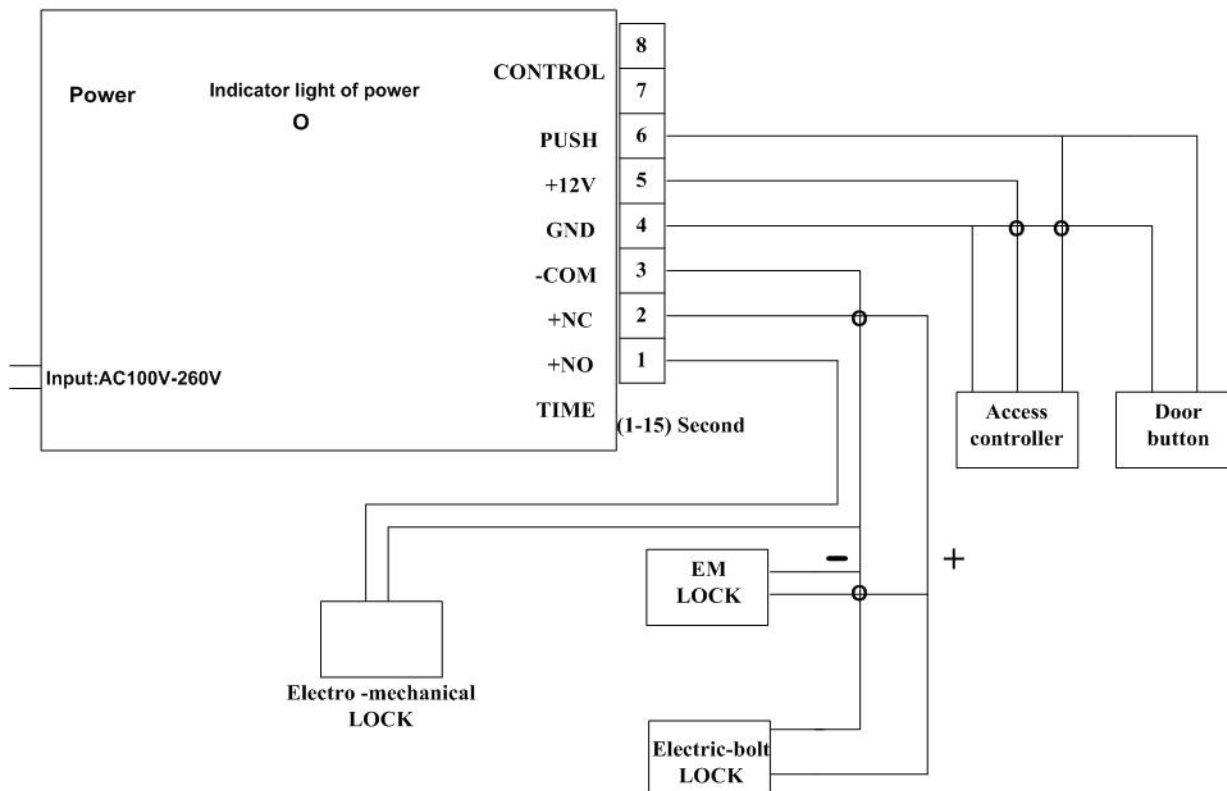 Power
Indicator light of power
O
CONTROL
PUSH
+12V
GND
-COM
+NC
+NO
TIME
8
7
6
5
4
3
2
1
Input:AC100V-260V
(1-15) Second
Access
controller
Door
button
-
+
EM
LOCK
Electro -mechanical
LOCK
Electric-bolt
LOCK